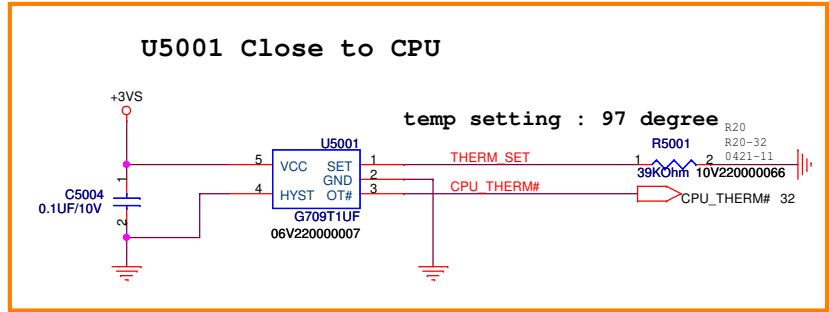 U5001 Close to CPU
+3VS
temp setting : 97 degree
R20
R20-32
0421-11
U5001
R5001
5 VCC SET 1 THERM_SET 1 2
GND 2
39KOhm 10V220000066
4 HYST OT# 3 CPU_THERM#
CPU_THERM# 32
1
C5004
0.1UF/10V
2
G709T1UF
06V220000007